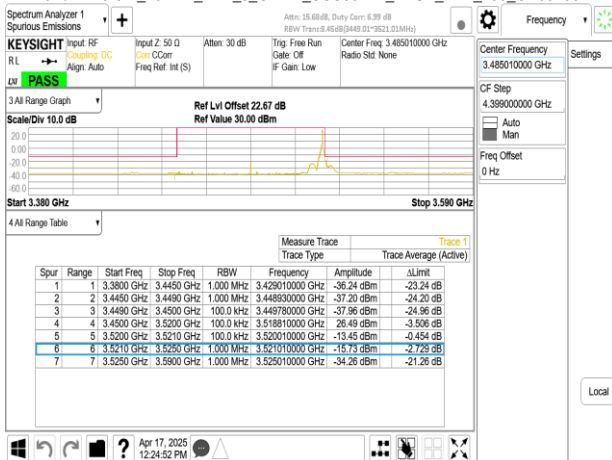 Spectrum Analyzer 1
Spurious Emissions
Attn: 15.68dB, Duty Corr: 6.99 dB
RBW Trans:8.45dB(3449.01~3521.01MHz)
Frequency
KEYSIGHT
RL
PASS
Input: RF
Coupling: DC
Align: Auto
Input Z: 50 Ω
Corr CCorr
Freq Ref: Int (S)
Atten: 30 dB
Trig: Free Run
Gate: Off
IF Gain: Low
Center Freq: 3.485010000 GHz
Radio Std: None
Center Frequency
3.485010000 GHz
Settings
CF Step
4.399000000 GHz
Auto
Man
Freq Offset
0 Hz
3 All Range Graph
Scale/Div 10.0 dB
Ref Lvl Offset 22.67 dB
Ref Value 30.00 dBm
20.0
0.00
-20.0
-40.0
-60.0
Start 3.380 GHz
Stop 3.590 GHz
4 All Range Table
Measure Trace Trace 1
Trace Type Trace Average (Active)
Spur Range Start Freq Stop Freq RBW Frequency Amplitude ΔLimit
1 1 3.3800 GHz 3.4450 GHz 1.000 MHz 3.429010000 GHz -36.24 dBm -23.24 dB
2 2 3.4450 GHz 3.4490 GHz 1.000 MHz 3.448930000 GHz -37.20 dBm -24.20 dB
3 3 3.4490 GHz 3.4500 GHz 100.0 kHz 3.449780000 GHz -37.96 dBm -24.96 dB
4 4 3.4500 GHz 3.5200 GHz 100.0 kHz 3.518810000 GHz 26.49 dBm -3.506 dB
5 5 3.5200 GHz 3.5210 GHz 100.0 kHz 3.520010000 GHz -13.45 dBm -0.454 dB
6 6 3.5210 GHz 3.5250 GHz 1.000 MHz 3.521010000 GHz -15.73 dBm -2.729 dB
7 7 3.5250 GHz 3.5900 GHz 1.000 MHz 3.525010000 GHz -34.26 dBm -21.26 dB
Local
Apr 17, 2025
12:24:52 PM